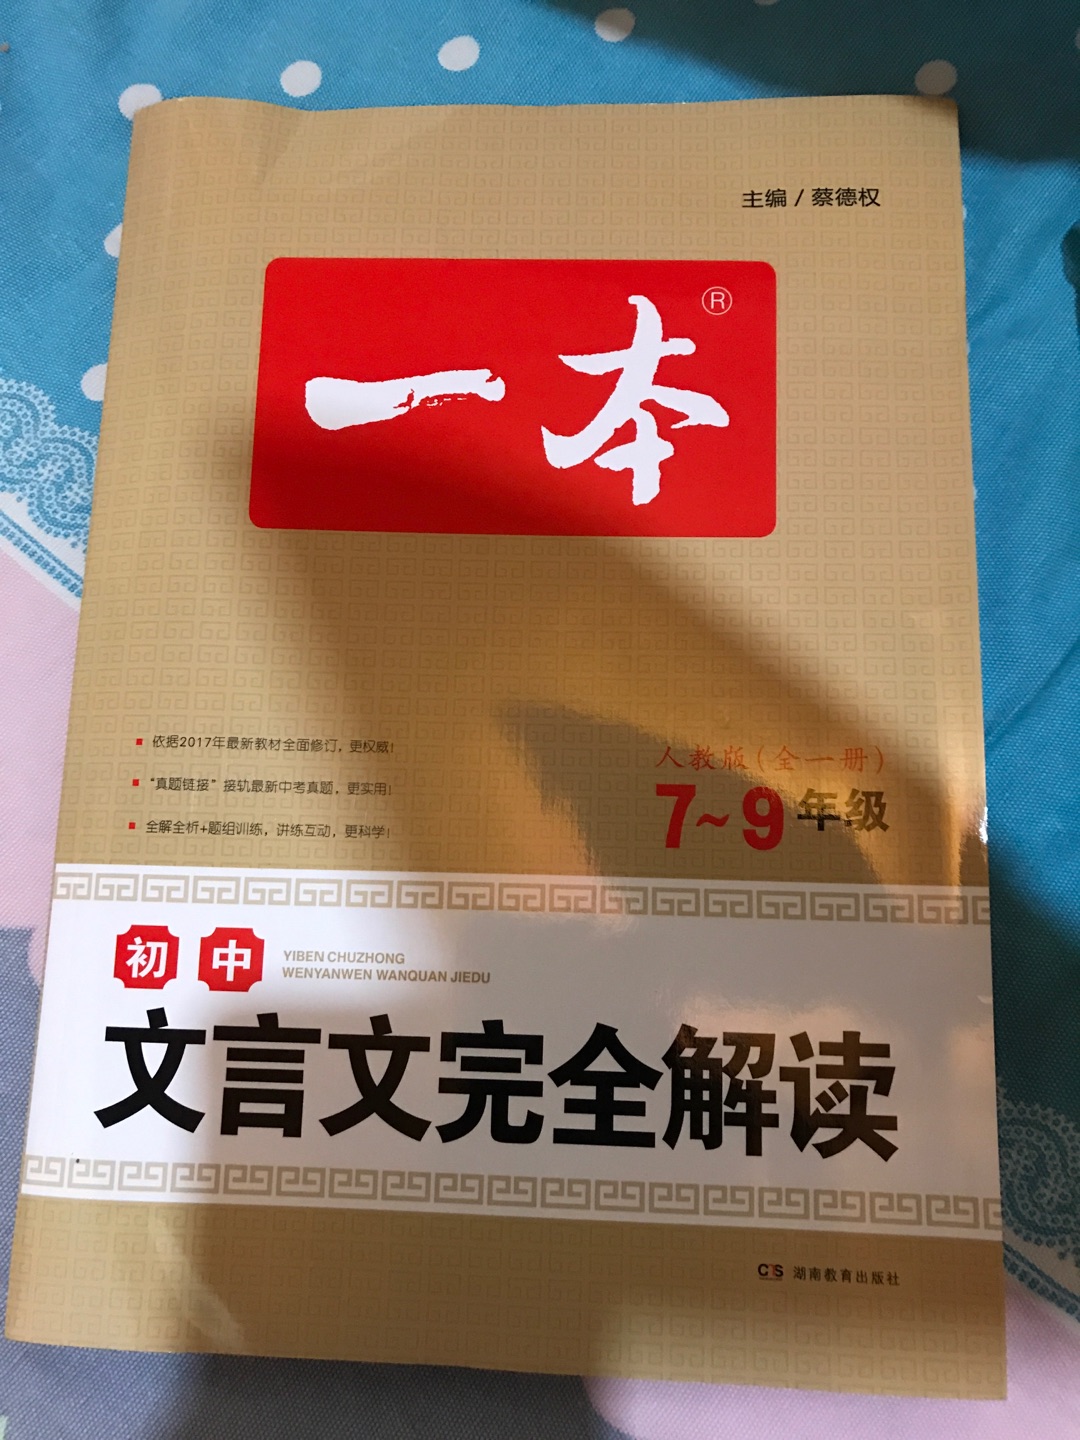 主编 / 蔡德权
一本®
依据2017年最新教材全面修订，更权威！
“真题链接”接轨最新中考真题，更实用！
全解全析+题组训练，讲练互动，更科学！
人教版（全一册）
7~9年级
初中
YIBEN CHUZHONG
WENYANWEN WANQUAN JIEDU
文言文完全解读
湖南教育出版社